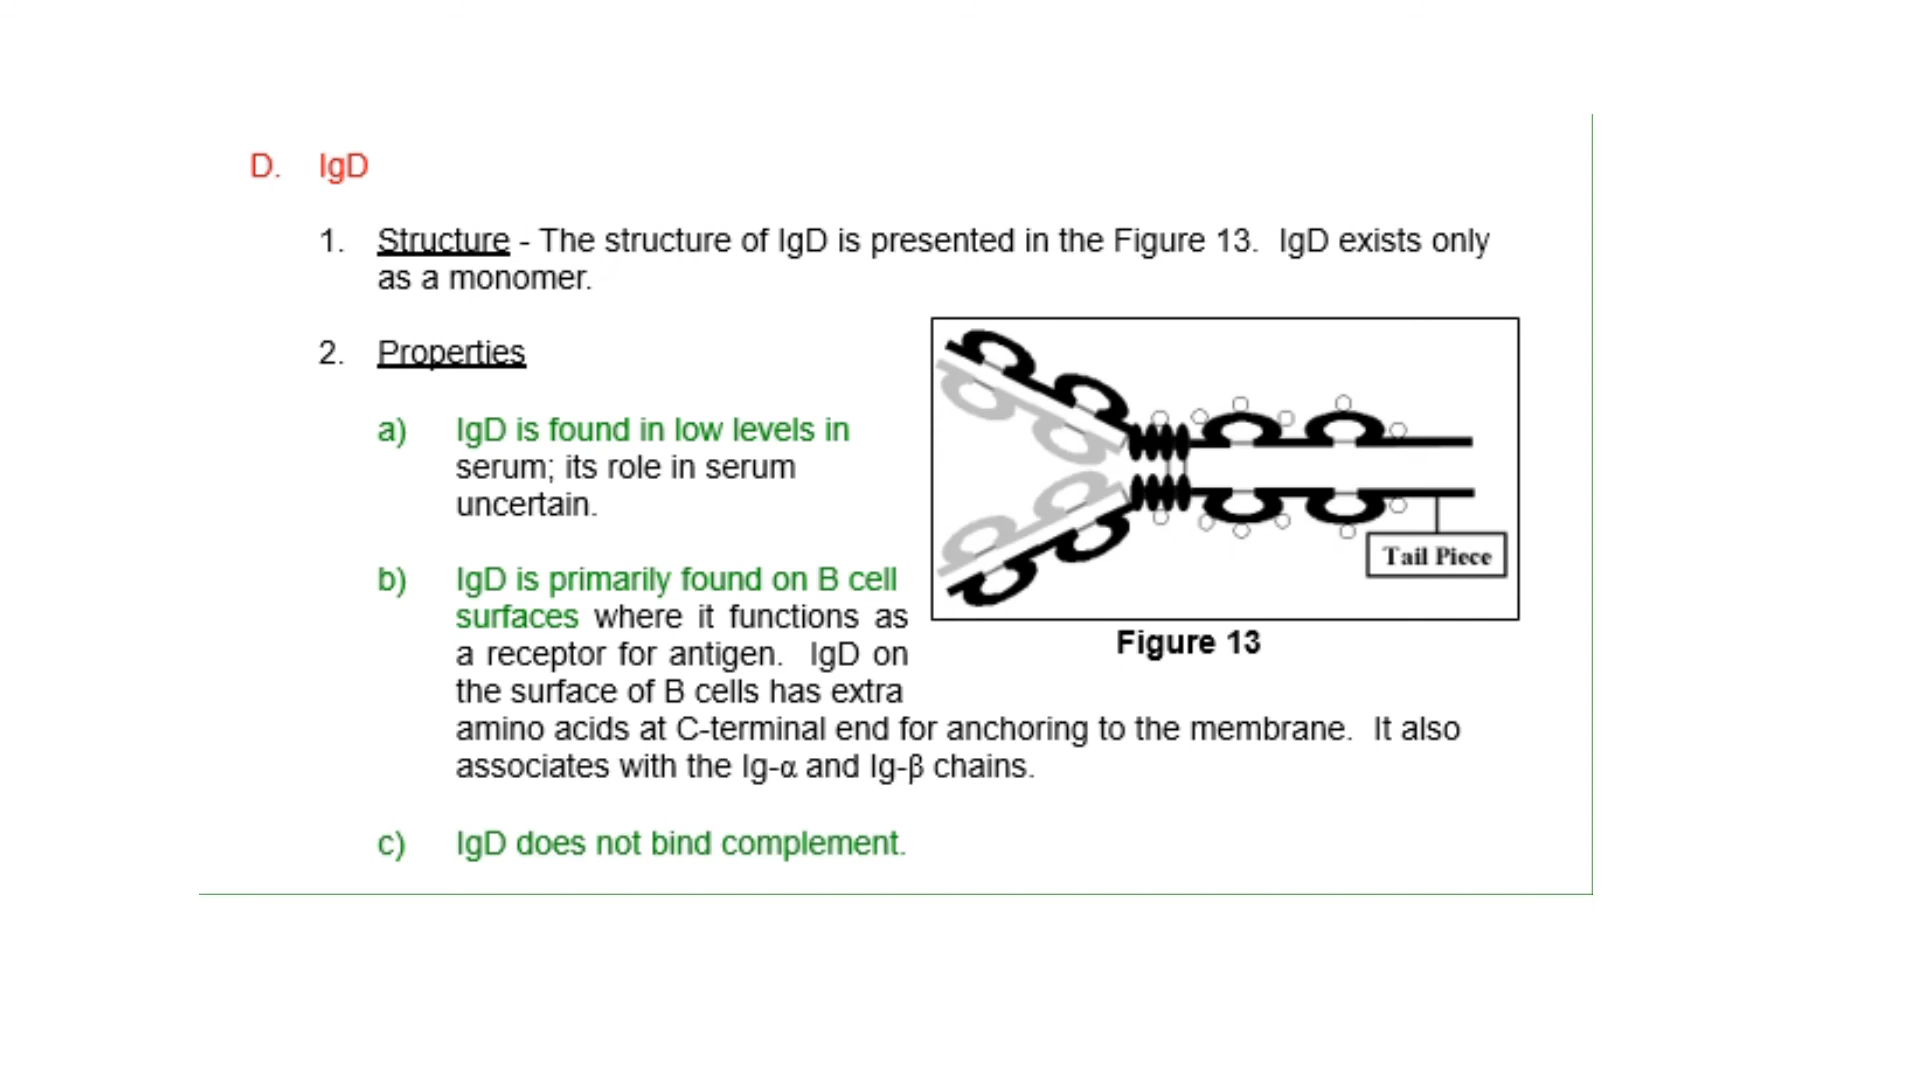 D. IgD
1. Structure - The structure of IgD is presented in the Figure 13. IgD exists only
as a monomer.
2. Properties
a) IgD is found in low levels in
serum; its role in serum
uncertain.
b) IgD is primarily found on B cell
surfaces where it functions as
a receptor for antigen. IgD on
the surface of B cells has extra
amino acids at C-terminal end for anchoring to the membrane. It also
associates with the Ig-α and Ig-β chains.
Tail Piece
Figure 13
c) IgD does not bind complement.